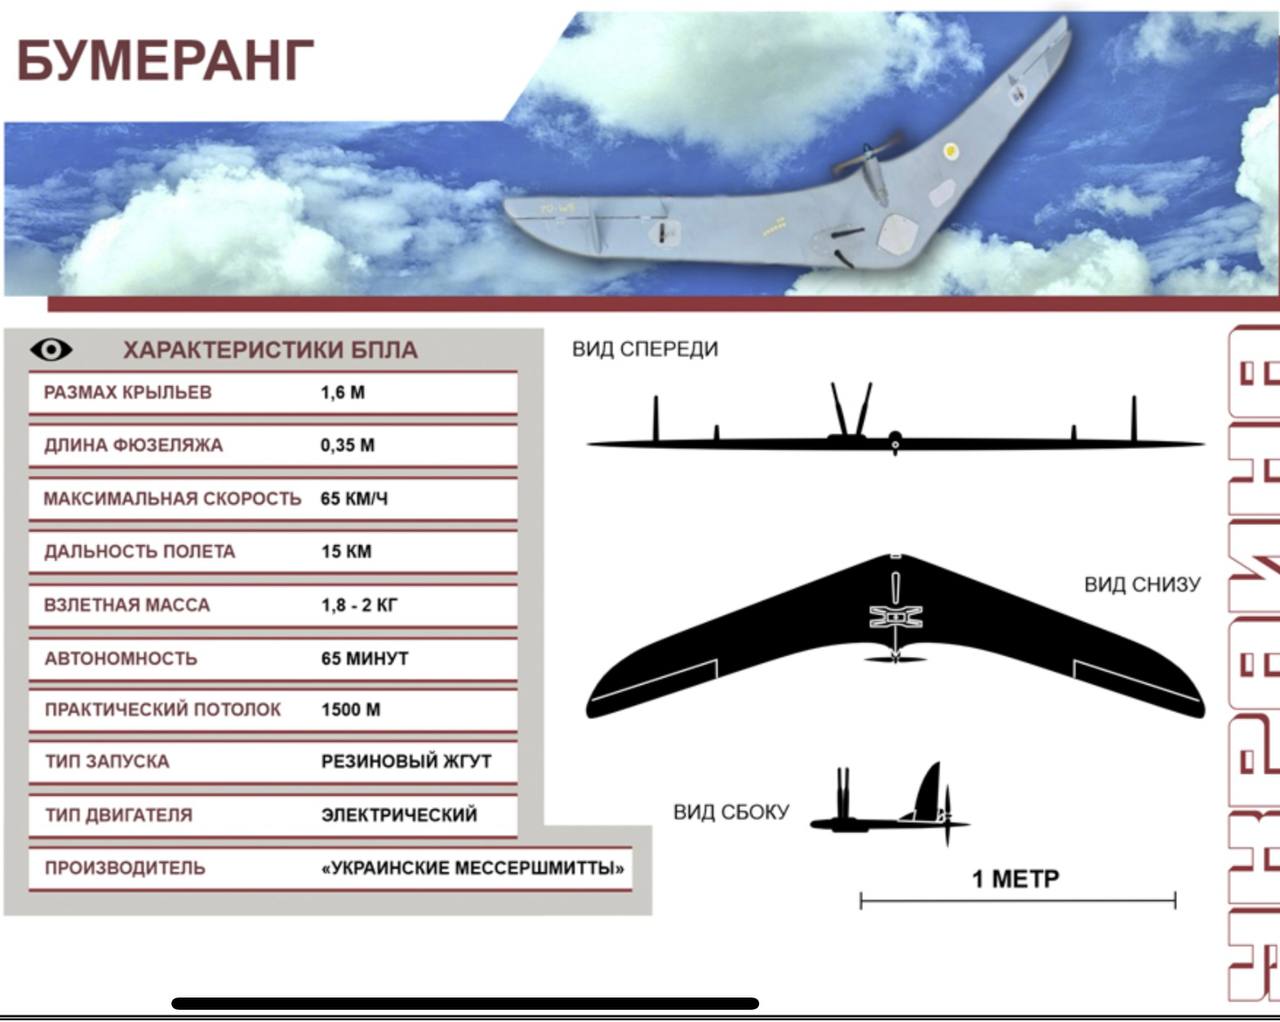 БУМЕРАНГ
ХАРАКТЕРИСТИКИ БПЛА
РАЗМАХ КРЫЛЬЕВ 1,6 М
ДЛИНА ФЮЗЕЛЯЖА 0,35 М
МАКСИМАЛЬНАЯ СКОРОСТЬ 65 КМ/Ч
ДАЛЬНОСТЬ ПОЛЕТА 15 КМ
ВЗЛЕТНАЯ МАССА 1,8 - 2 КГ
АВТОНОМНОСТЬ 65 МИНУТ
ПРАКТИЧЕСКИЙ ПОТОЛОК 1500 М
ТИП ЗАПУСКА РЕЗИНОВЫЙ ЖГУТ
ТИП ДВИГАТЕЛЯ ЭЛЕКТРИЧЕСКИЙ
ПРОИЗВОДИТЕЛЬ «УКРАИНСКИЕ МЕССЕРШМИТТЫ»
ВИД СПЕРЕДИ
ВИД СНИЗУ
ВИД СБОКУ
1 МЕТР
УКРАИНА